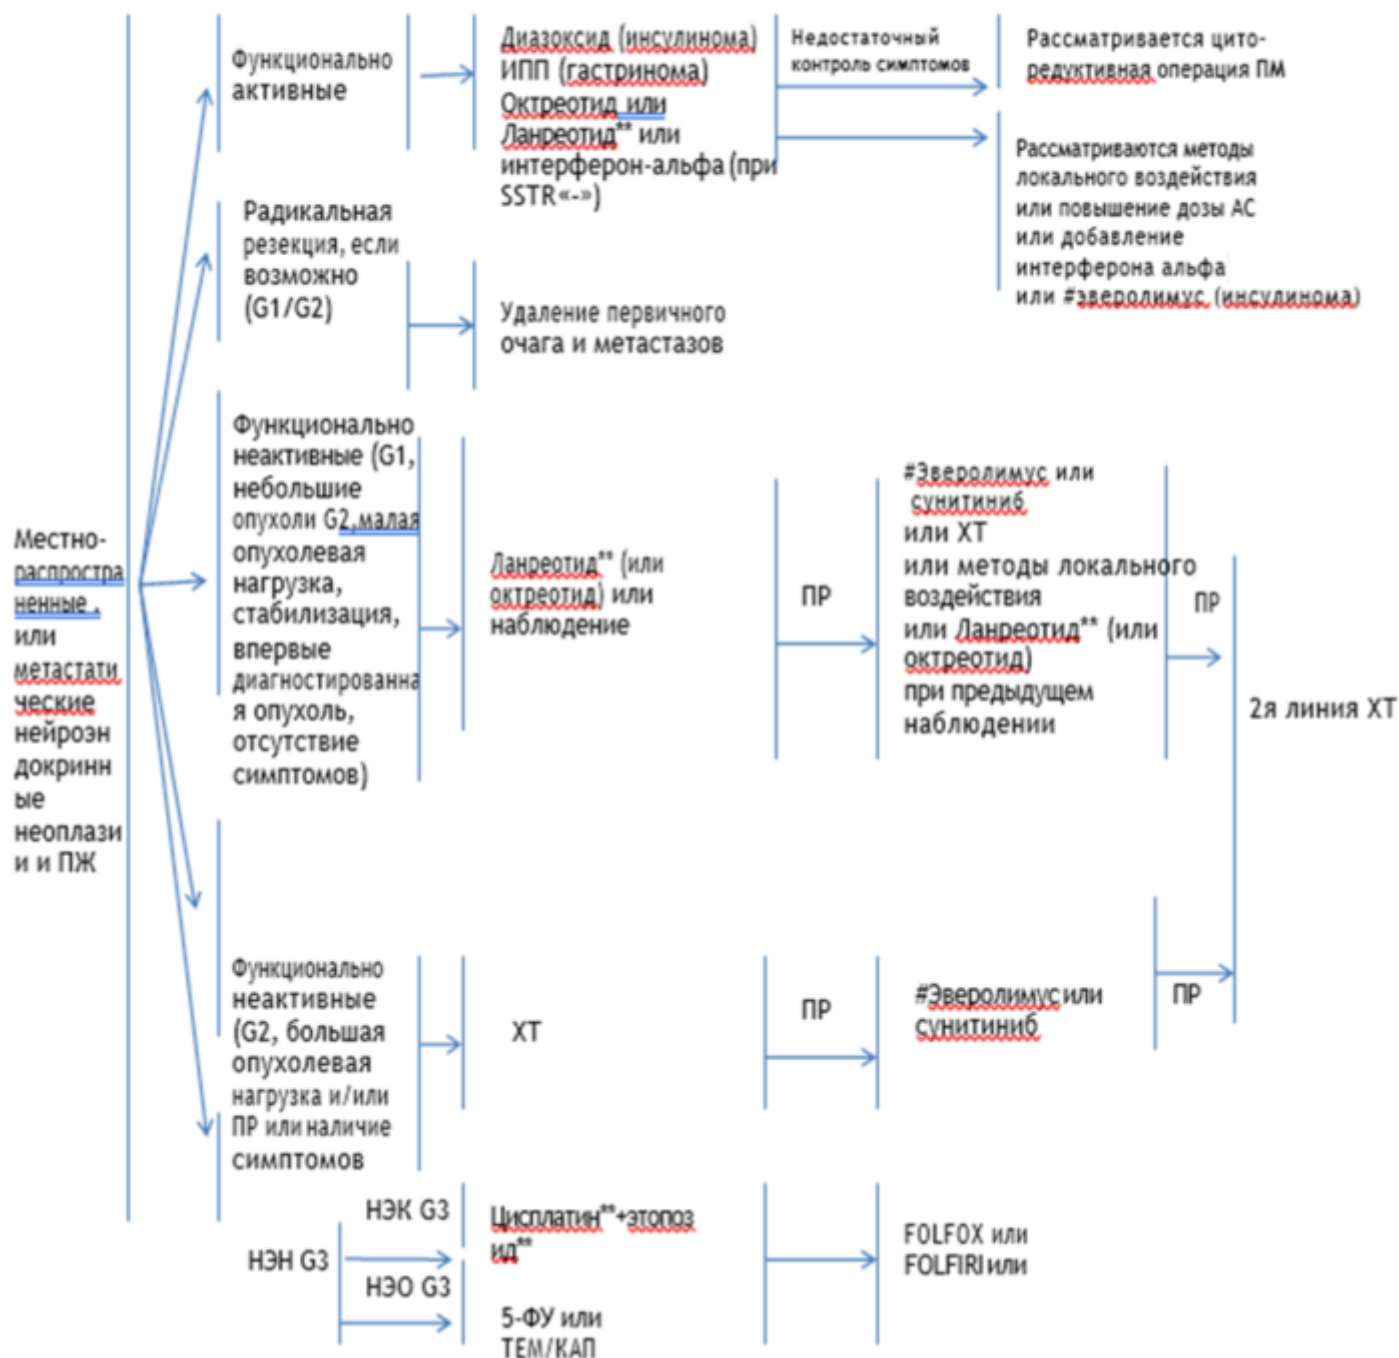 Местно-
распростра
ненные ,
или
метастати
ческие
нейроэн
докринн
ые
неоплази
и и ПЖ
Функционально
активные
Диазоксид (инсулинома)
ИПП (гастринома)
Октреотид или
Ланреотид** или
интерферон-альфа (при
SSTR«-»)
Недостаточный
контроль симптомов
Рассматривается цито-
редуктивная операция ПМ
Рассматриваются методы
локального воздействия
или повышение дозы АС
или добавление
интерферона альфа
или #эверолимус (инсулинома)
Радикальная
резекция, если
возможно
(G1/G2)
Удаление первичного
очага и метастазов
Функционально
неактивные (G1,
небольшие
опухоли G2,малая
опухолевая
нагрузка,
стабилизация,
впервые
диагностированна
я опухоль,
отсутствие
симптомов)
Ланреотид** (или
октреотид) или
наблюдение
ПР
#Эверолимус или
сунитиниб
или ХТ
или методы локального
воздействия
или Ланреотид** (или
октреотид)
при предыдущем
наблюдении
ПР
2я линия ХТ
Функционально
неактивные
(G2, большая
опухолевая
нагрузка и/или
ПР или наличие
симптомов
ХТ
ПР
#Эверолимус или
сунитиниб
ПР
НЭН G3
НЭК G3
Цисплатин**+этопоз
ид**
НЭО G3
5-ФУ или
ТЕМ/КАП
FOLFOX или
FOLFIRI или